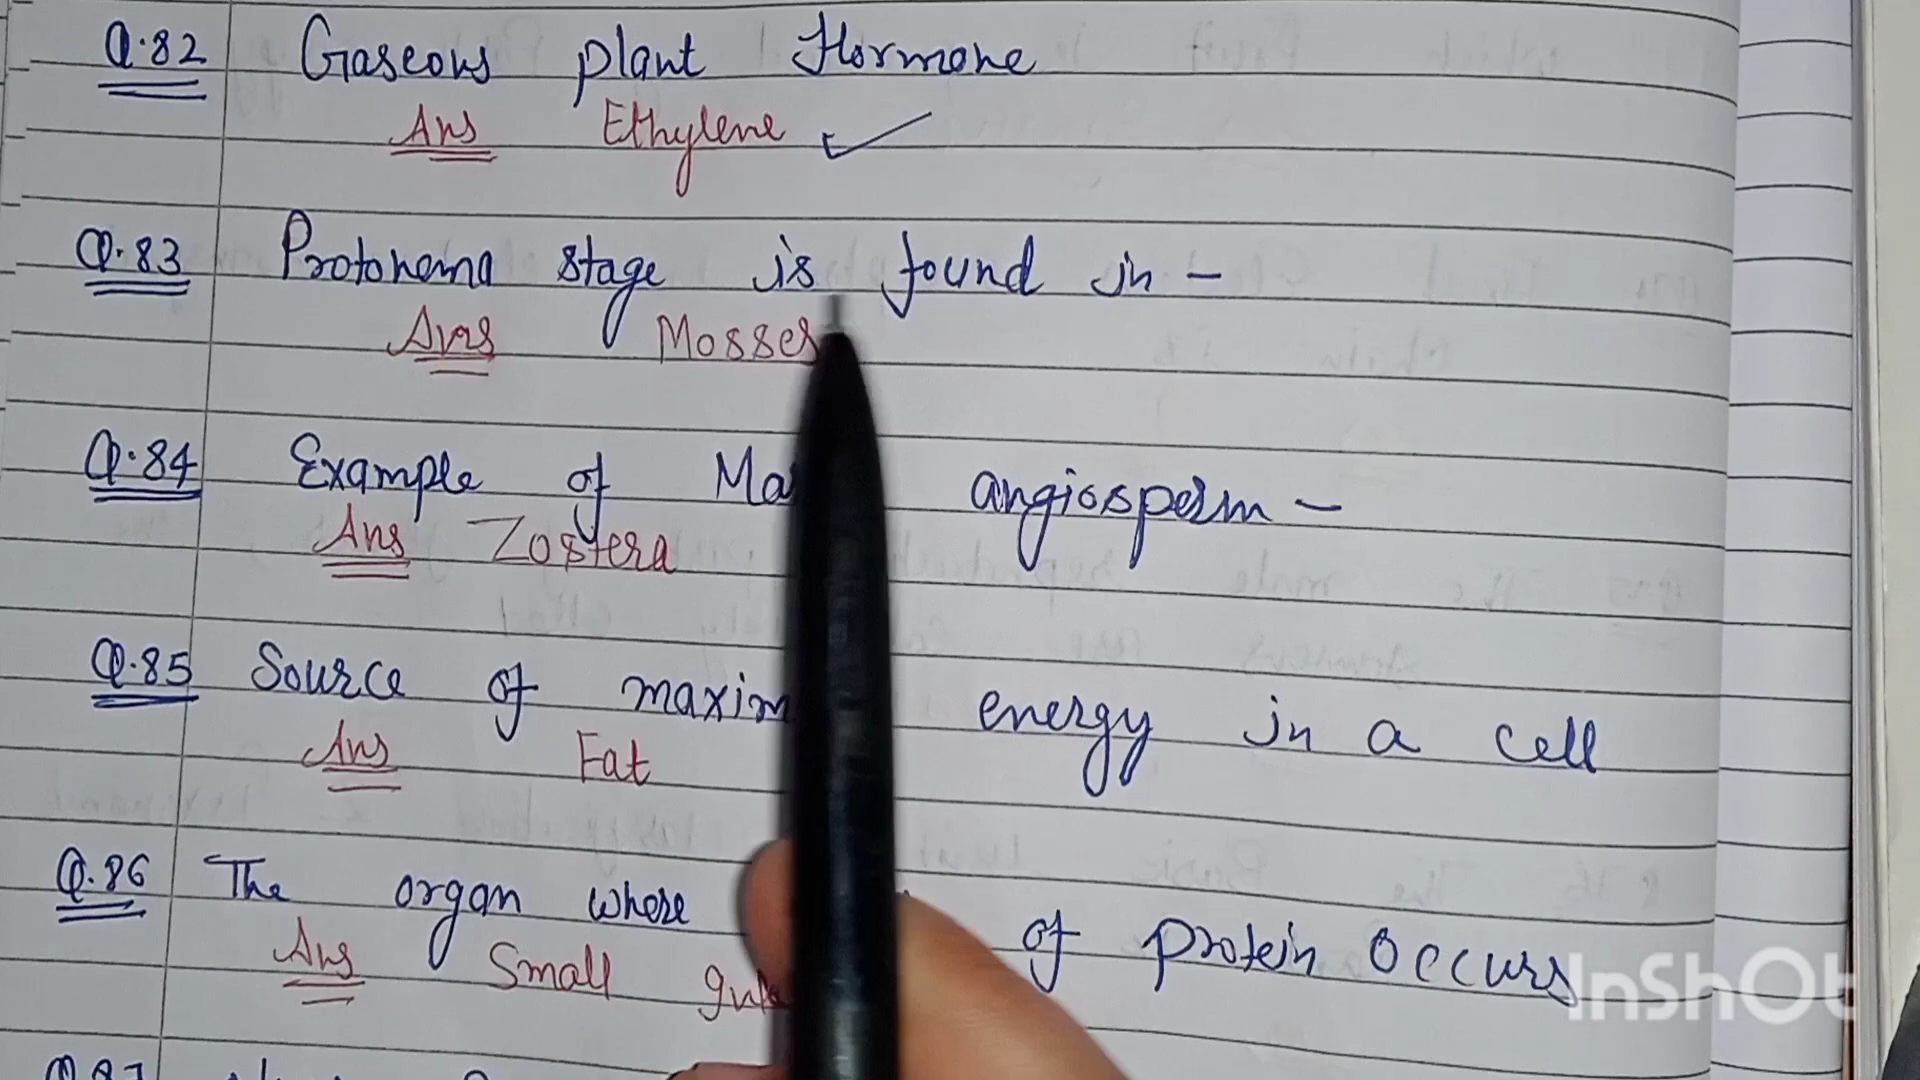 Q.82 Gaseous plant Hormone
Ans Ethylene
Q.83 Protonema stage is found in -
Ans Mosses
Q.84 Example of angiosperm -
Ans Zostera
Q.85 Source of energy in a cell
Ans Fat
Q.86 The organ where of protein occurs
Ans Small
InShOt